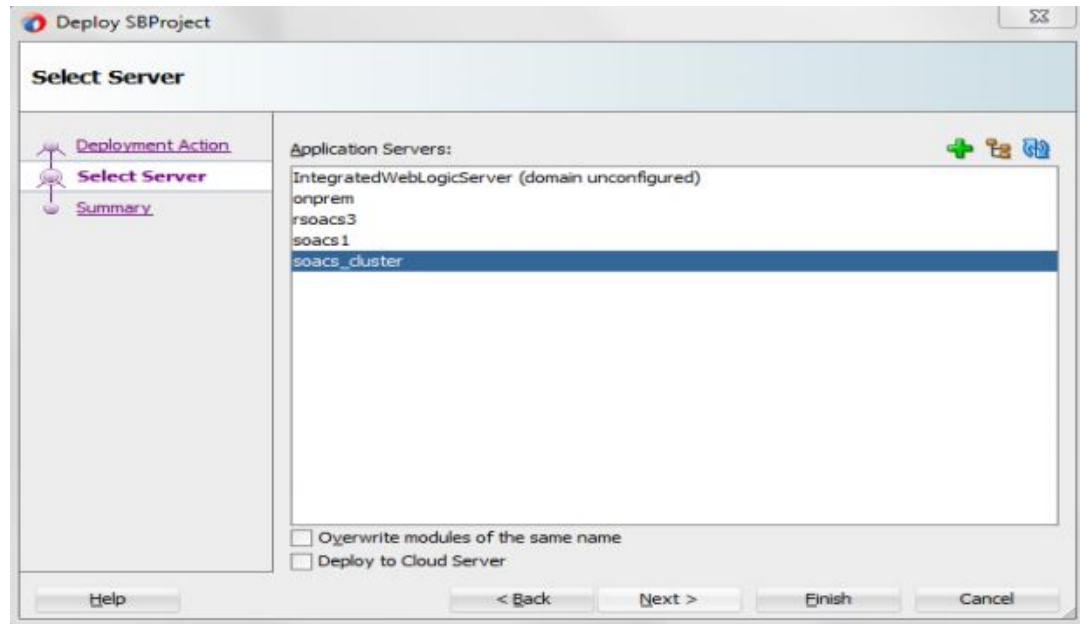 Deploy SBProject
Select Server
Deployment Action
Select Server
Summary
Application Servers:
IntegratedWebLogicServer (domain unconfigured)
onprem
rsoacs3
soacs1
soacs_cluster
Overwrite modules of the same name
Deploy to Cloud Server
Help
< Back
Next >
Finish
Cancel